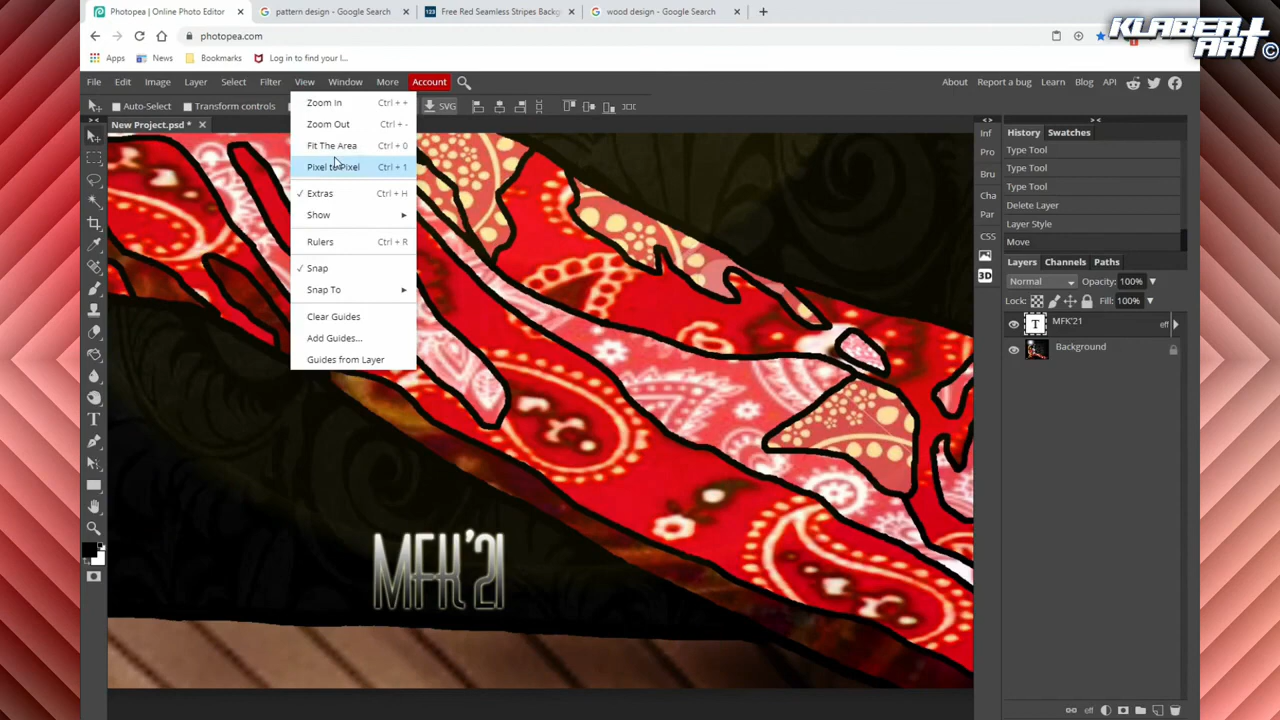 Photopea | Online Photo Editor
pattern design - Google Search
Free Red Seamless Stripes Backg
wood design - Google Search
KLABERT
ART ©
photopea.com
Apps
News
Bookmarks
Log in to find your l...
File Edit Image Layer Select Filter View Window More Account
About Report a bug Learn Blog API
Auto-Select
Transform controls
SVG
New Project.psd *
Zoom In Ctrl + +
Zoom Out Ctrl + -
Fit The Area Ctrl + 0
Pixel to Pixel Ctrl + 1
Extras Ctrl + H
Show
Rulers Ctrl + R
Snap
Snap To
Clear Guides
Add Guides...
Guides from Layer
Inf
Pro
Bru
Cha
Par
CSS
3D
History Swatches
Type Tool
Type Tool
Type Tool
Delete Layer
Layer Style
Move
Layers Channels Paths
Normal Opacity: 100%
Lock: Fill: 100%
T MFK'21 eff
Background
MFK'21
eff